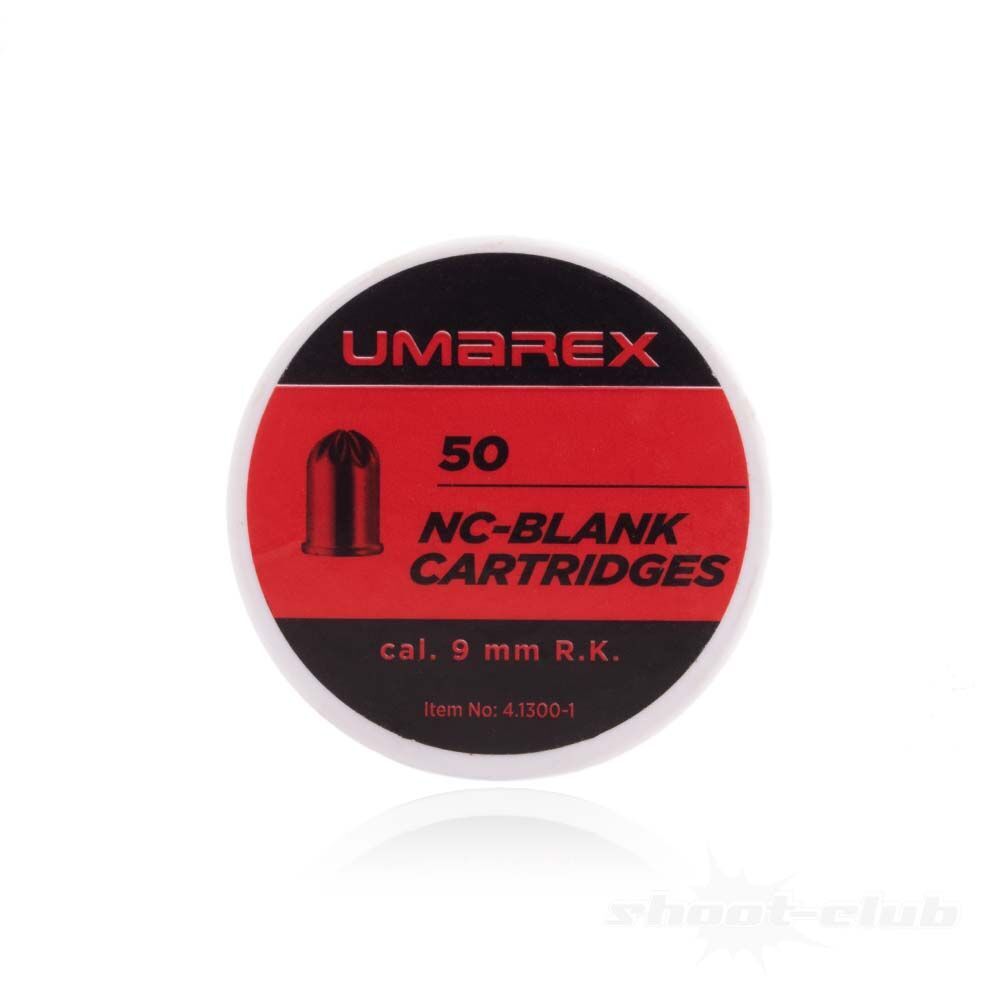 UMAREX
50
NC-BLANK
CARTRIDGES
cal. 9 mm R.K.
Item No: 4.1300-1
shoot-club